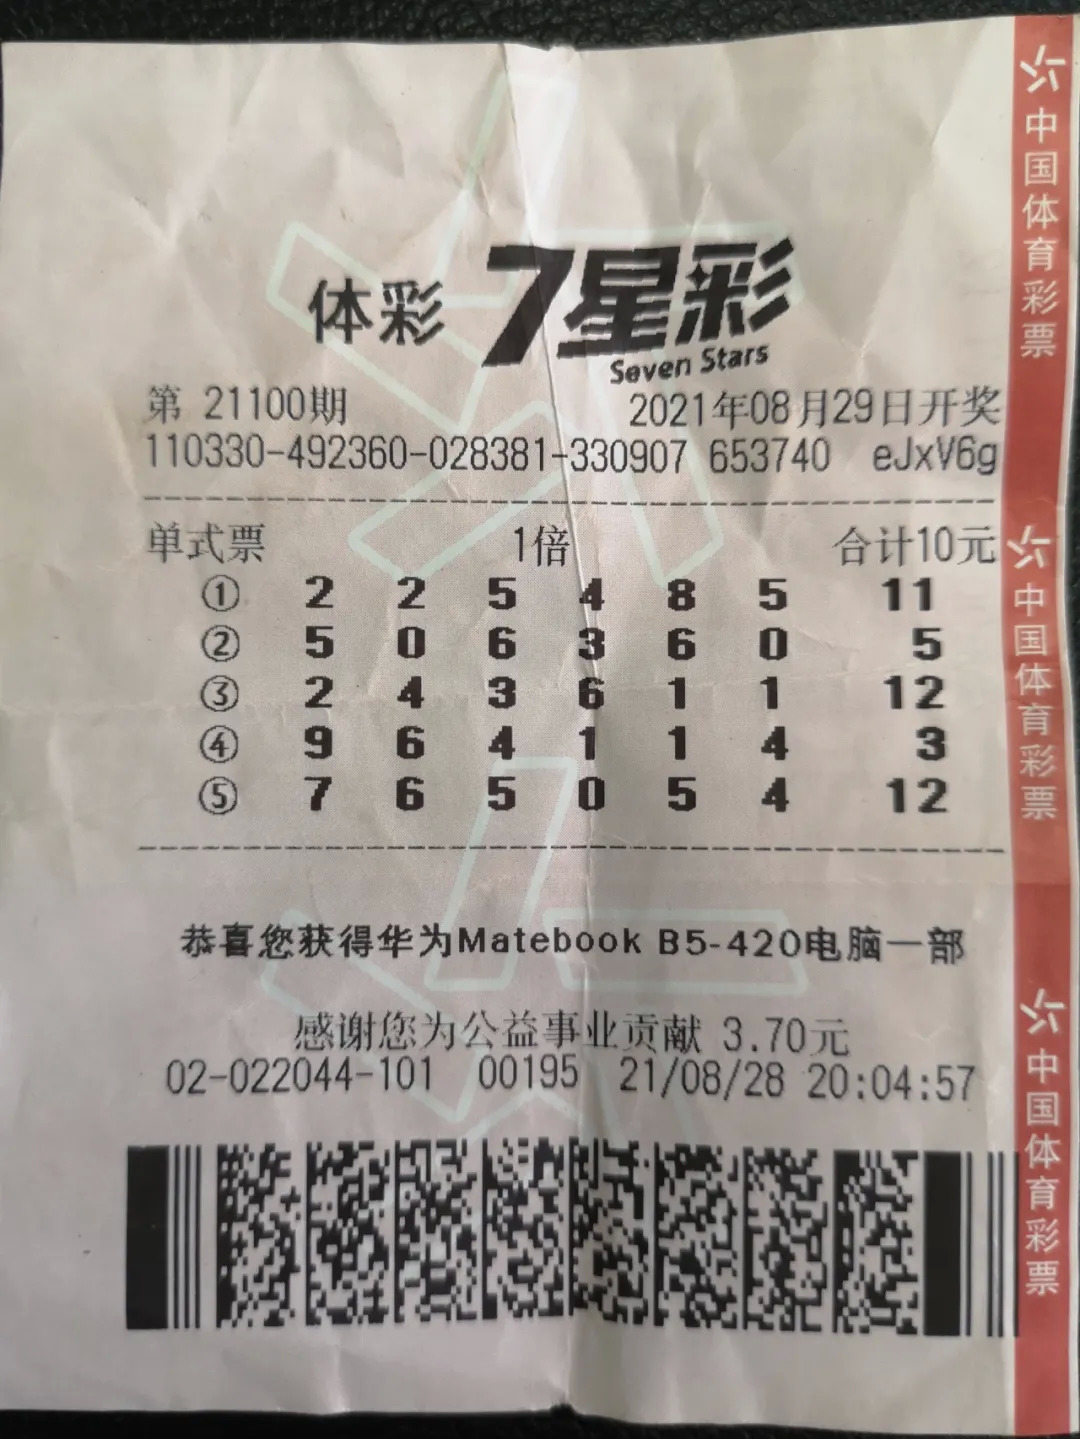 体彩 7星彩
Seven Stars
第 21100期 2021年08月29日开奖
110330-492360-028381-330907 653740 eJxV6g
单式票 1倍 合计10元
① 2 2 5 4 8 5 11
② 5 0 6 3 6 0 5
③ 2 4 3 6 1 1 12
④ 9 6 4 1 1 4 3
⑤ 7 6 5 0 5 4 12
恭喜您获得华为Matebook B5-420电脑一部
感谢您为公益事业贡献 3.70元
02-022044-101 00195 21/08/28 20:04:57
中国体育彩票
中国体育彩票
中国体育彩票